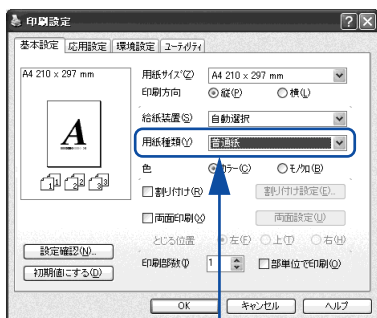 印刷設定
基本設定 応用設定 環境設定 ユーティリティ
A4 210 x 297 mm
用紙サイズ(Z) A4 210 x 297 mm
印刷方向 縦(P) 横(L)
給紙装置(S) 自動選択
用紙種類(Y) 普通紙
A
色 カラー(C) モノクロ(B)
1 2 3
割り付け(R) 割り付け設定(E)...
両面印刷(X) 両面設定(U)
とじる位置 左(F) 上(T) 右(H)
設定確認(N)...
印刷部数(I) 1 部単位で印刷(O)
初期値にする(D)
OK キャンセル ヘルプ